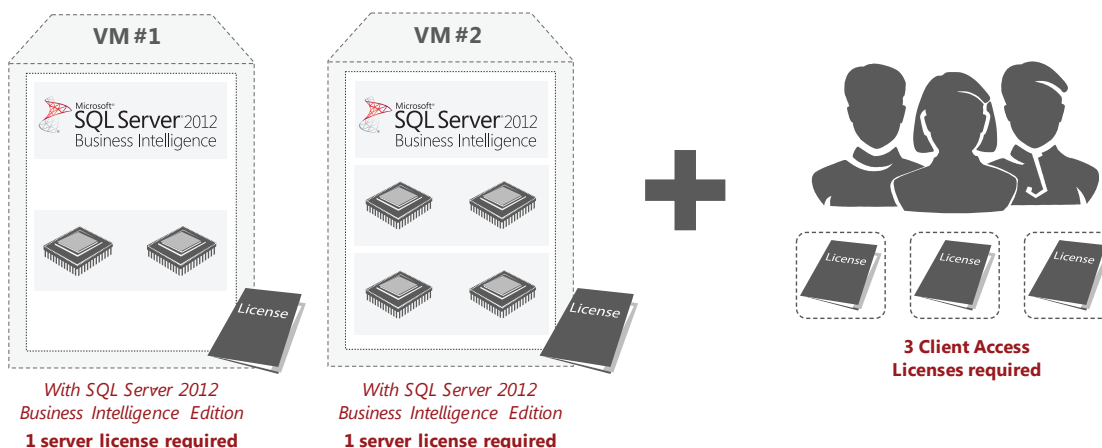 VM #1
Microsoft®
SQL Server® 2012
Business Intelligence
License
With SQL Server 2012
Business Intelligence Edition
1 server license required
VM #2
Microsoft®
SQL Server® 2012
Business Intelligence
License
With SQL Server 2012
Business Intelligence Edition
1 server license required
License
License
License
3 Client Access
Licenses required